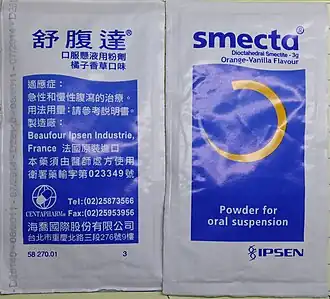 舒腹達®
口服懸液用粉劑
橘子香草口味
適應症：
急性和慢性腹瀉的治療。
用法用量：請參考說明書。
製造廠：
Beaufour Ipsen Industrie,
France 法國原裝進口
本藥須由醫師處方使用
衛署藥輸字第023349號
CENTAPHARM®
Tel:(02)25873566
Fax:(02)25953956
海喬國際股份有限公司
台北市重慶北路三段276號9樓
58 270.01
3
smecta®
Dioctahedral Smectite - 3g
Orange-Vanilla Flavour
Powder for
oral suspension
IPSEN